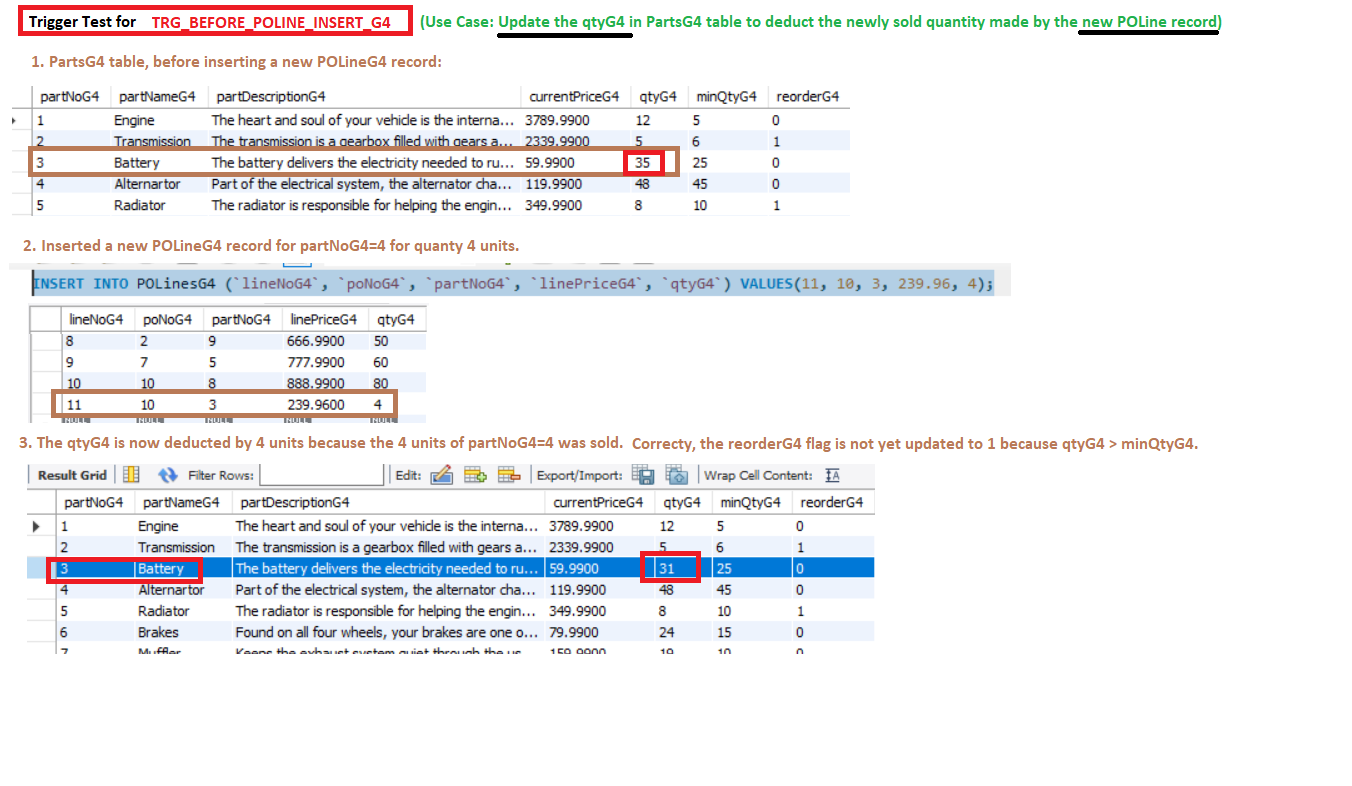 Trigger Test for TRG_BEFORE_POLINE_INSERT_G4 (Use Case: Update the qtyG4 in PartsG4 table to deduct the newly sold quantity made by the new POLine record)
1. PartsG4 table, before inserting a new POLineG4 record:
partNoG4 partNameG4 partDescriptionG4 currentPriceG4 qtyG4 minQtyG4 reorderG4
1 Engine The heart and soul of your vehicle is the interna... 3789.9900 12 5 0
2 Transmission The transmission is a gearbox filled with gears a... 2339.9900 5 6 1
3 Battery The battery delivers the electricity needed to ru... 59.9900 35 25 0
4 Alternartor Part of the electrical system, the alternator cha... 119.9900 48 45 0
5 Radiator The radiator is responsible for helping the engin... 349.9900 8 10 1
2. Inserted a new POLineG4 record for partNoG4=4 for quanty 4 units.
INSERT INTO POLinesG4 (`lineNoG4`, `poNoG4`, `partNoG4`, `linePriceG4`, `qtyG4`) VALUES(11, 10, 3, 239.96, 4);
lineNoG4 poNoG4 partNoG4 linePriceG4 qtyG4
8 2 9 666.9900 50
9 7 5 777.9900 60
10 10 8 888.9900 80
11 10 3 239.9600 4
NULL NULL NULL NULL NULL
3. The qtyG4 is now deducted by 4 units because the 4 units of partNoG4=4 was sold. Correcty, the reorderG4 flag is not yet updated to 1 because qtyG4 > minQtyG4.
Result Grid Filter Rows: Edit: Export/Import: Wrap Cell Content:
partNoG4 partNameG4 partDescriptionG4 currentPriceG4 qtyG4 minQtyG4 reorderG4
1 Engine The heart and soul of your vehicle is the interna... 3789.9900 12 5 0
2 Transmission The transmission is a gearbox filled with gears a... 2339.9900 5 6 1
3 Battery The battery delivers the electricity needed to ru... 59.9900 31 25 0
4 Alternartor Part of the electrical system, the alternator cha... 119.9900 48 45 0
5 Radiator The radiator is responsible for helping the engin... 349.9900 8 10 1
6 Brakes Found on all four wheels, your brakes are one o... 79.9900 24 15 0
7 Muffler Keeps the exhaust system quiet through the us 159.9900 19 10 0